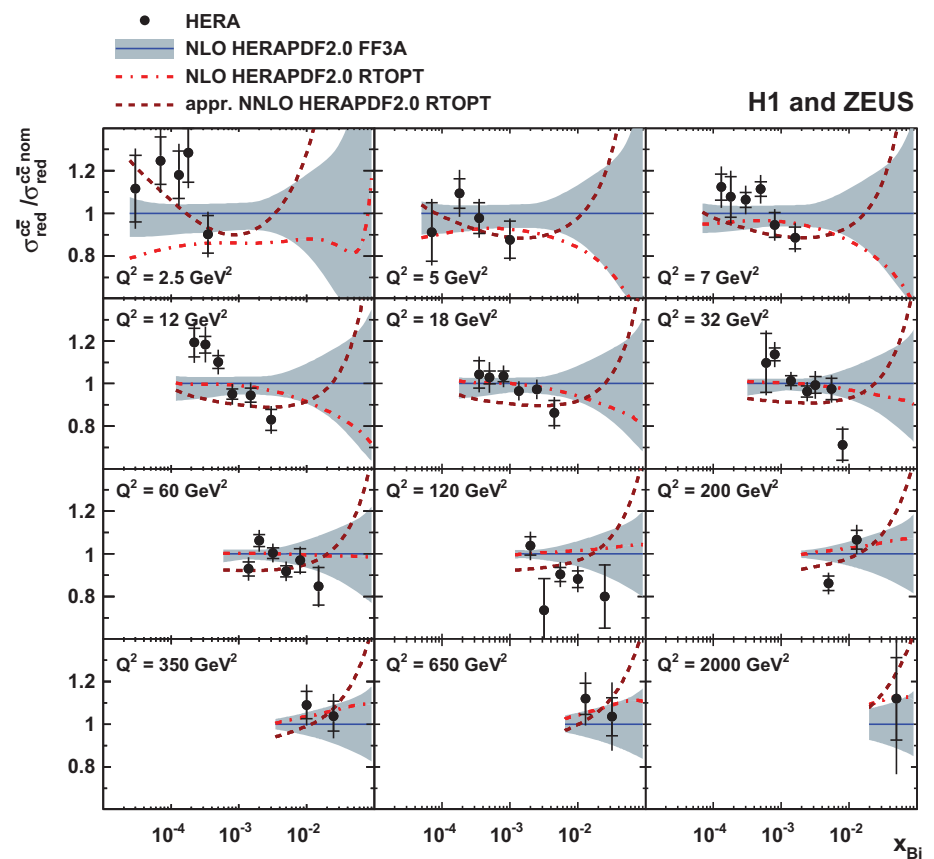 HERA
NLO HERAPDF2.0 FF3A
NLO HERAPDF2.0 RTOPT
appr. NNLO HERAPDF2.0 RTOPT
H1 and ZEUS
σ_red^cc̄ /σ_red^cc̄ nom
1.2
1
0.8
Q² = 2.5 GeV²
Q² = 5 GeV²
Q² = 7 GeV²
Q² = 12 GeV²
Q² = 18 GeV²
Q² = 32 GeV²
1.2
1
0.8
Q² = 60 GeV²
Q² = 120 GeV²
Q² = 200 GeV²
1.2
1
0.8
Q² = 350 GeV²
Q² = 650 GeV²
Q² = 2000 GeV²
1.2
1
0.8
10⁻⁴ 10⁻³ 10⁻² 10⁻⁴ 10⁻³ 10⁻² 10⁻⁴ 10⁻³ 10⁻²
x_Bj